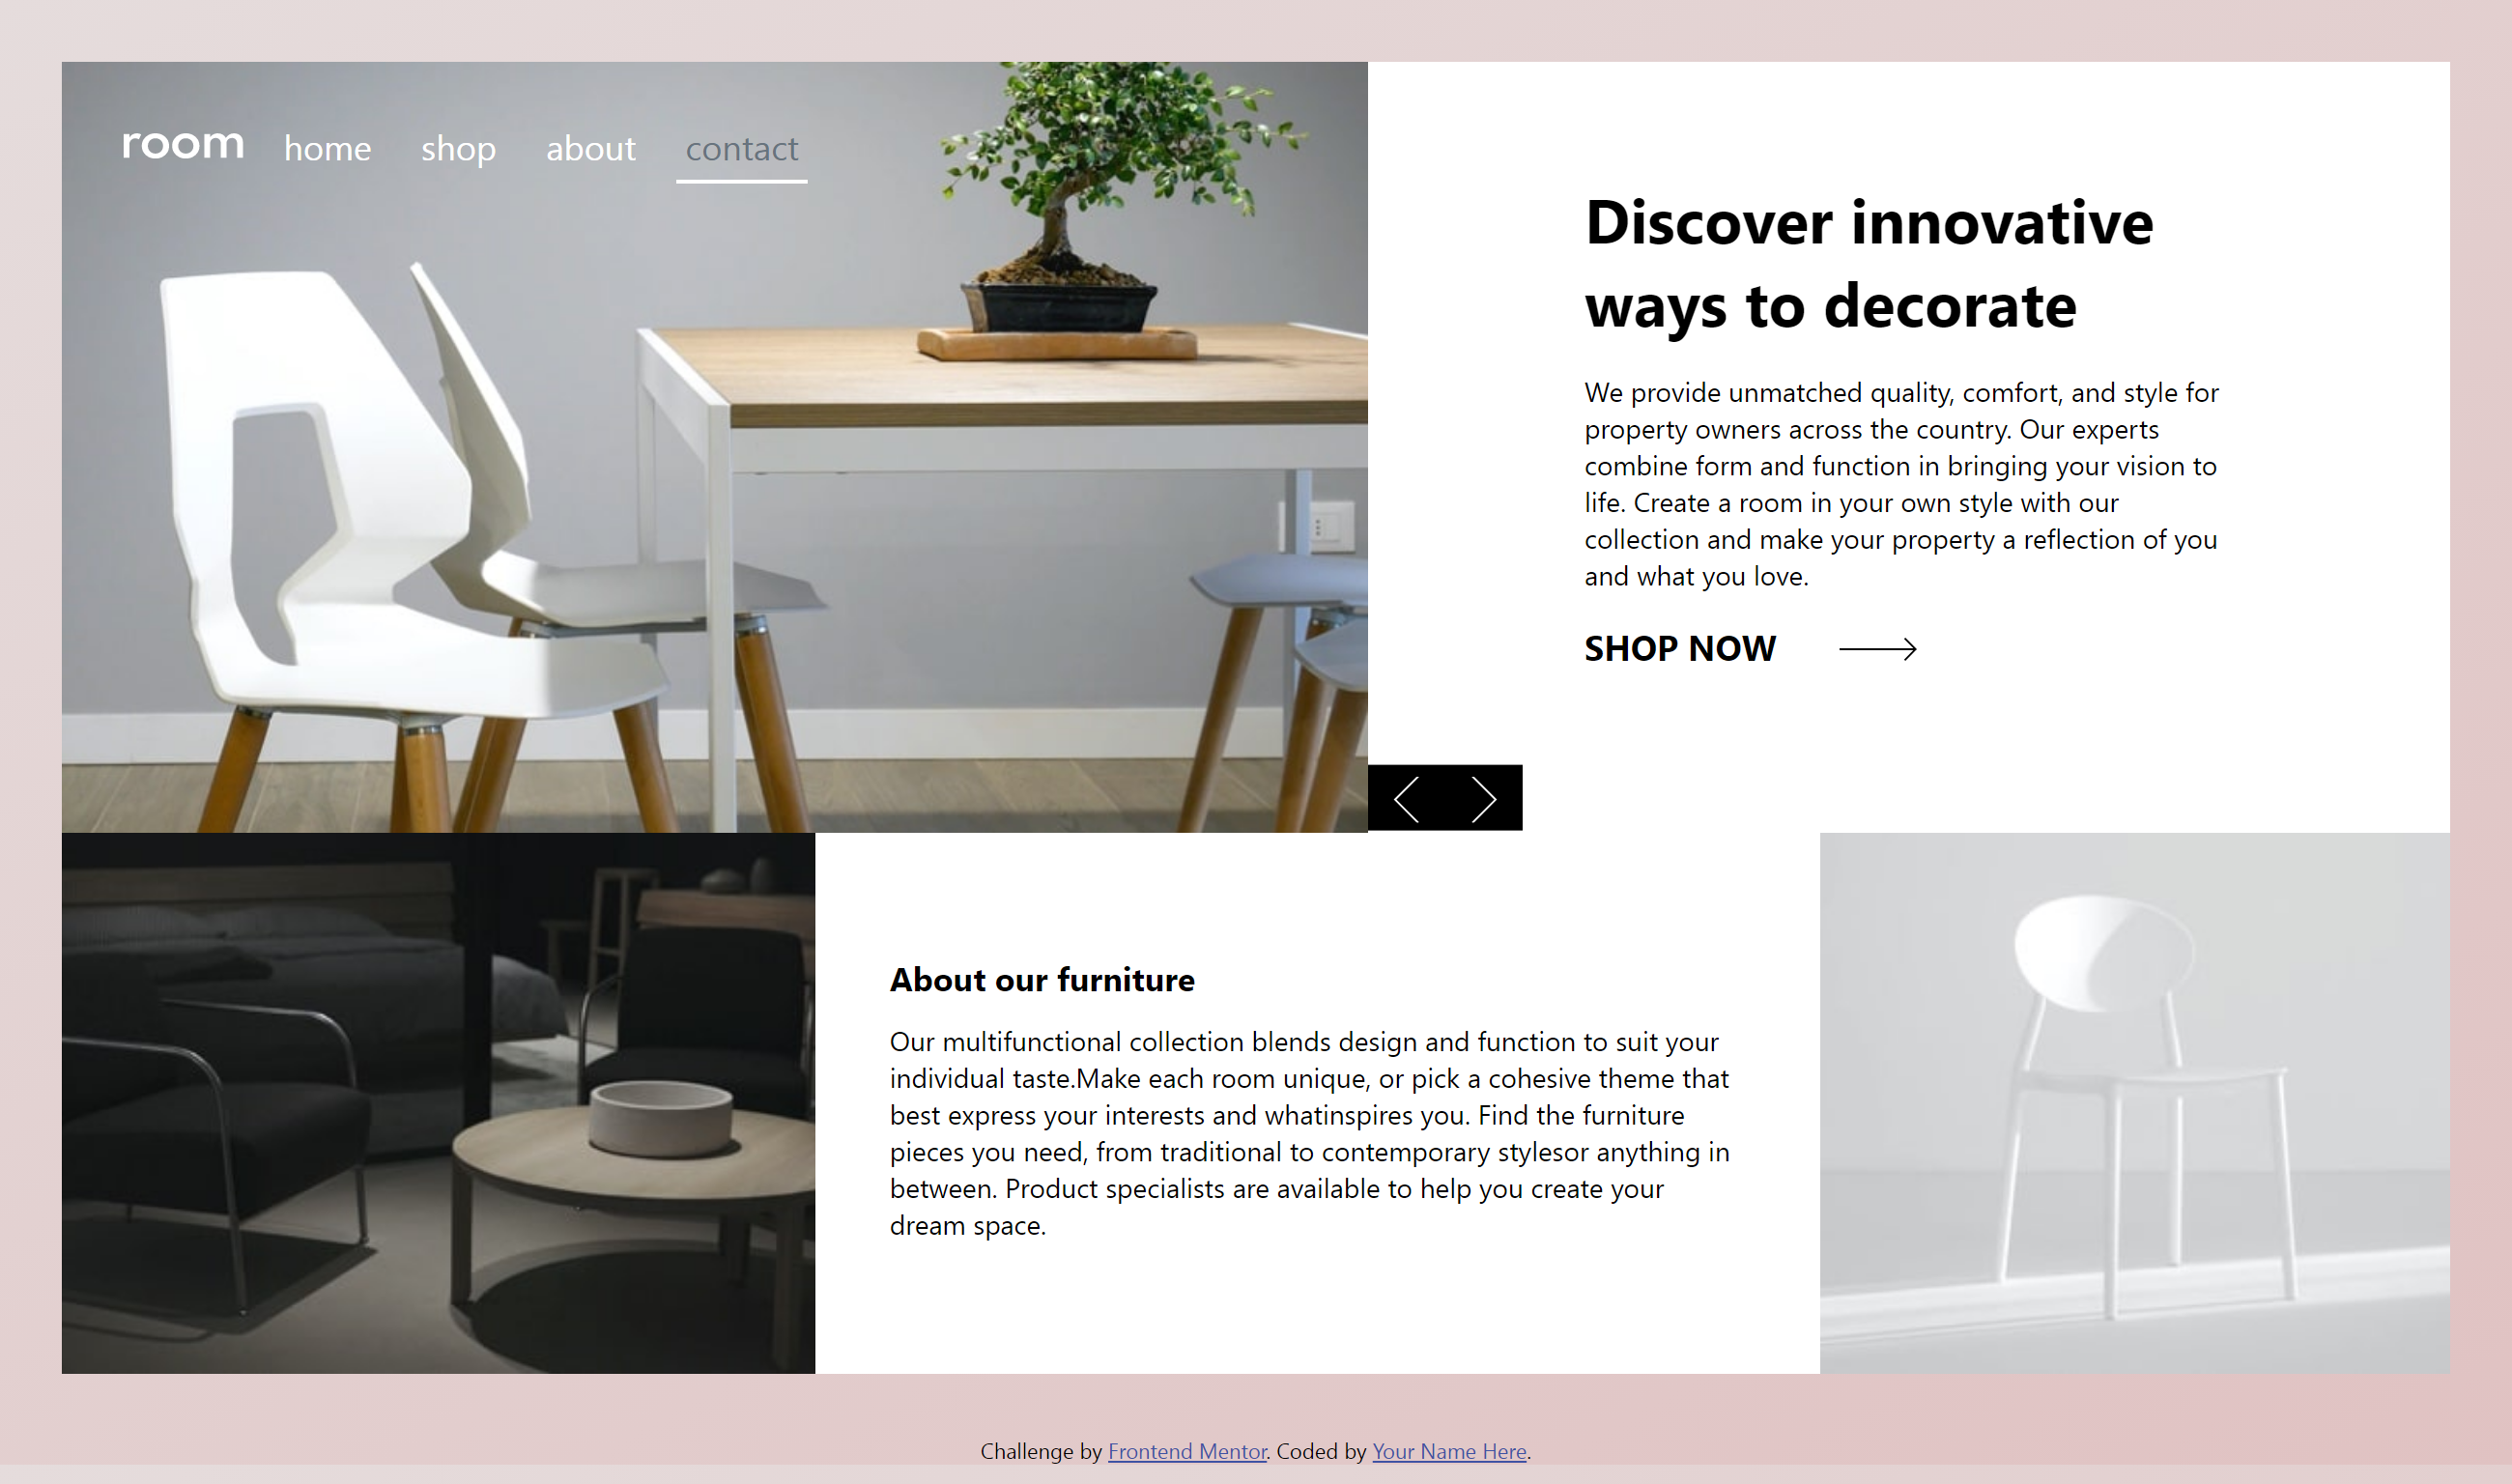 room home shop about contact
Discover innovative
ways to decorate
We provide unmatched quality, comfort, and style for
property owners across the country. Our experts
combine form and function in bringing your vision to
life. Create a room in your own style with our
collection and make your property a reflection of you
and what you love.
SHOP NOW
About our furniture
Our multifunctional collection blends design and function to suit your
individual taste.Make each room unique, or pick a cohesive theme that
best express your interests and whatinspires you. Find the furniture
pieces you need, from traditional to contemporary stylesor anything in
between. Product specialists are available to help you create your
dream space.
Challenge by Frontend Mentor. Coded by Your Name Here.